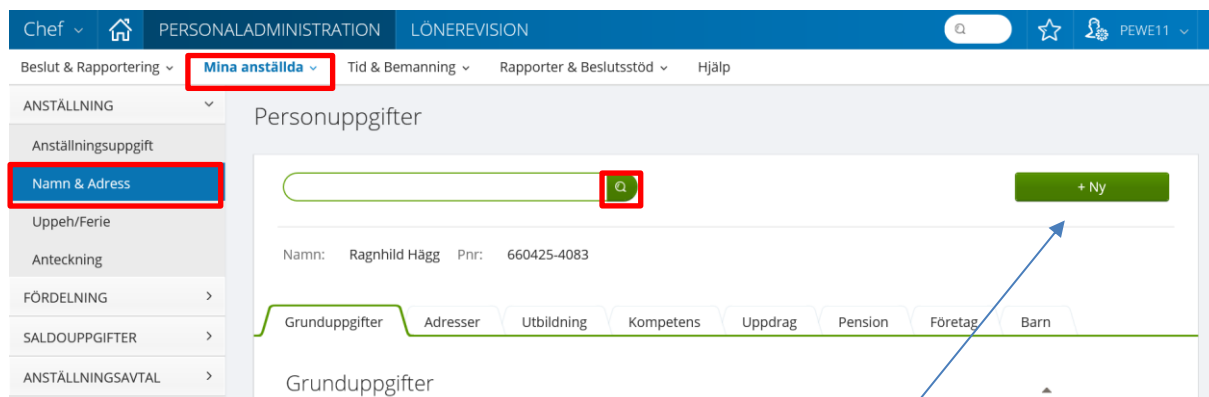 Chef PERSONALADMINISTRATION LÖNEREVISION PEWE11
Beslut & Rapportering Mina anställda Tid & Bemanning Rapporter & Beslutsstöd Hjälp
ANSTÄLLNING
Anställningsuppgift
Namn & Adress
Uppeh/Ferie
Anteckning
FÖRDELNING
SALDOUPPGIFTER
ANSTÄLLNINGSAVTAL
Personuppgifter
+ Ny
Namn: Ragnhild Hägg Pnr: 660425-4083
Grunduppgifter Adresser Utbildning Kompetens Uppdrag Pension Företag Barn
Grunduppgifter